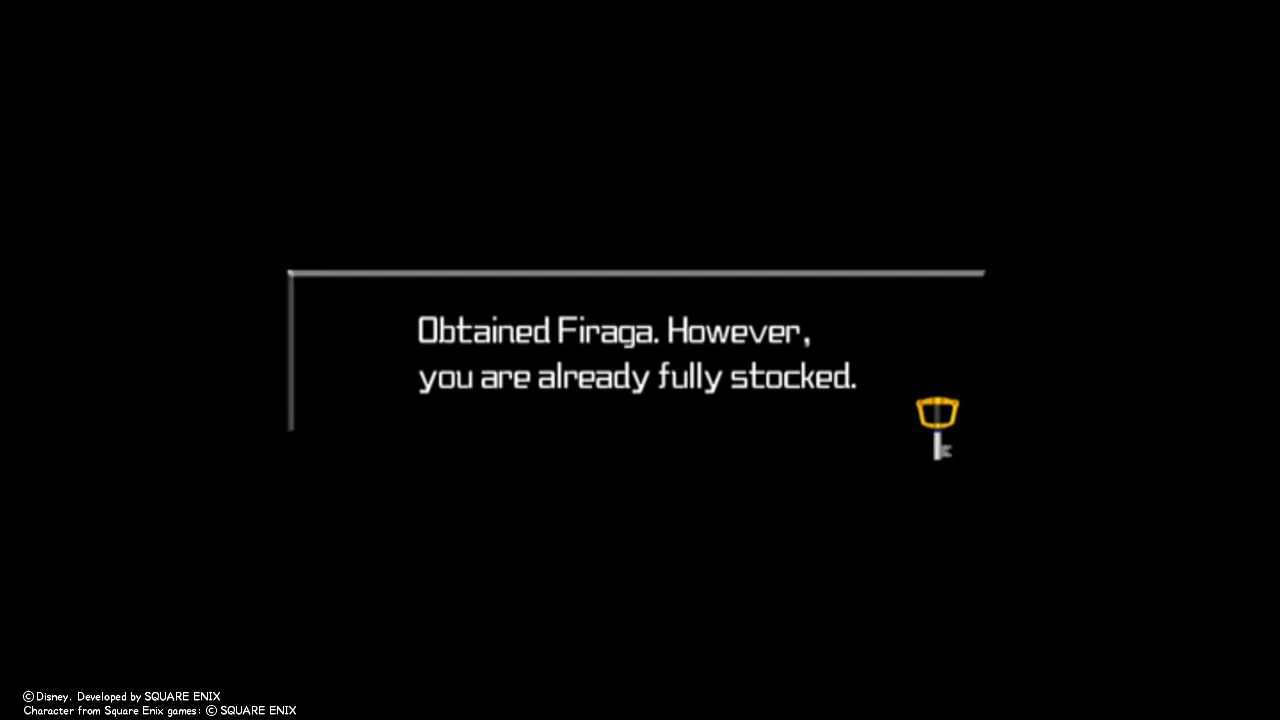 Obtained Firaga. However,
you are already fully stocked.
©Disney. Developed by SQUARE ENIX
Character from Square Enix games: © SQUARE ENIX